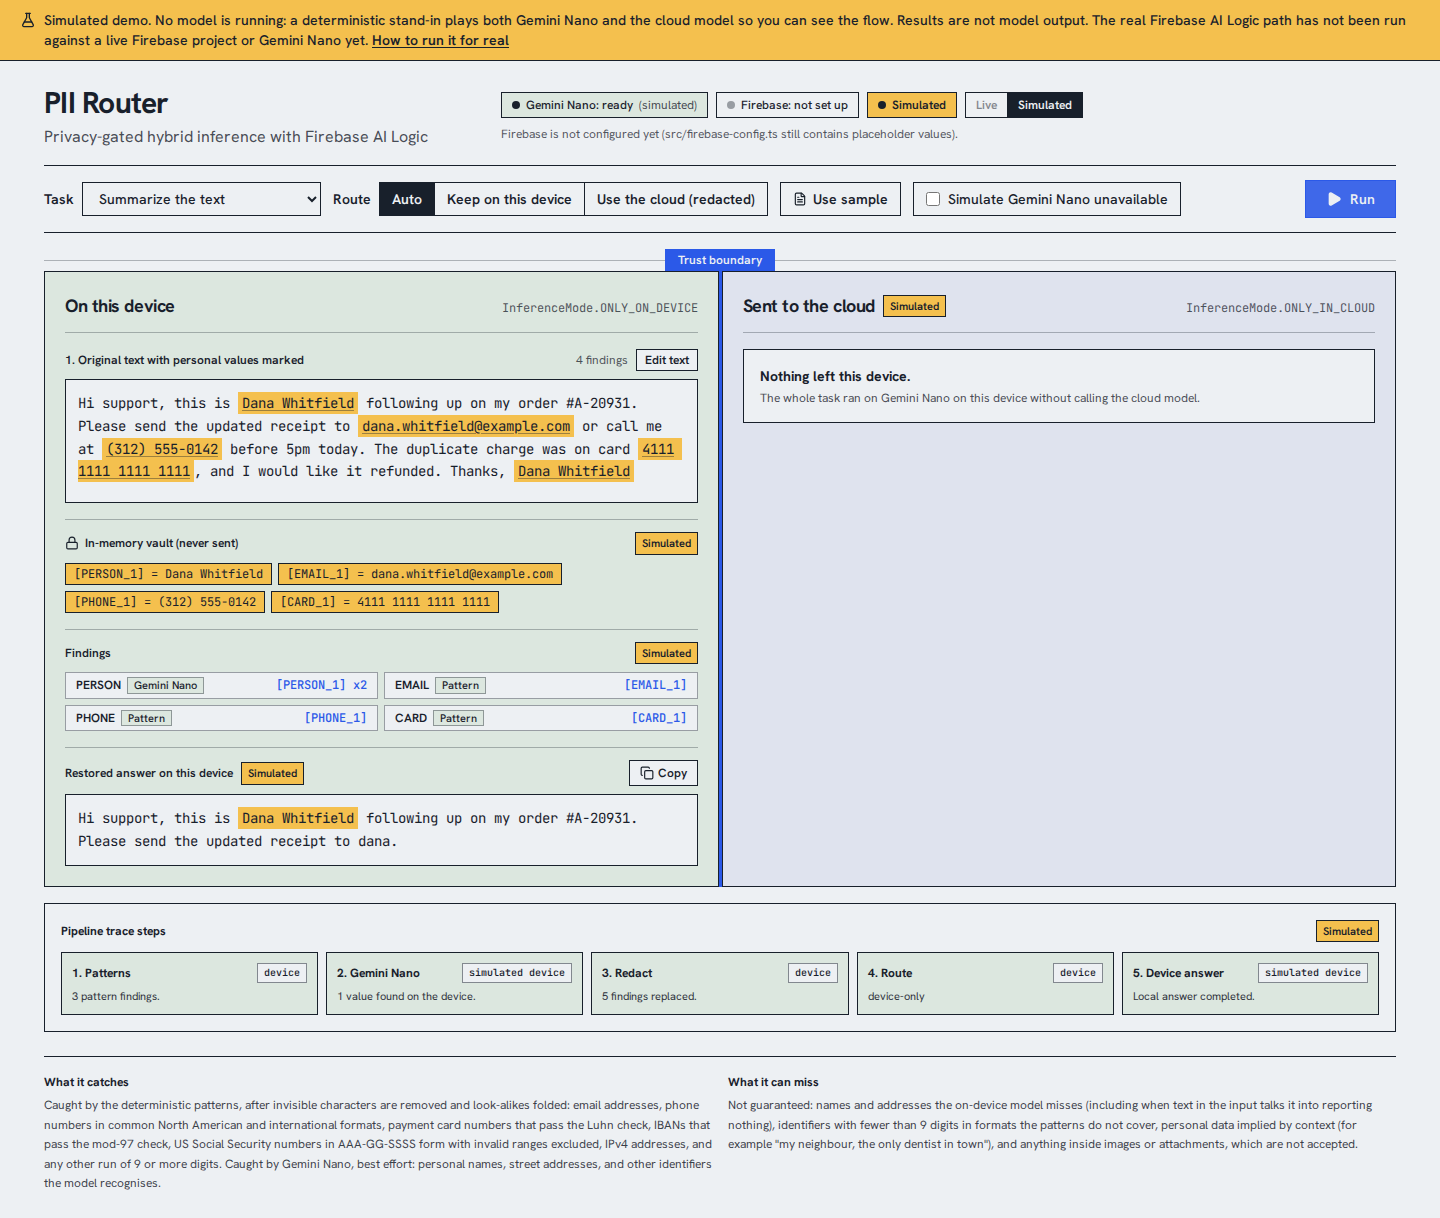 Simulated demo. No model is running: a deterministic stand-in plays both Gemini Nano and the cloud model so you can see the flow. Results are not model output. The real Firebase AI Logic path has not been run
against a live Firebase project or Gemini Nano yet. How to run it for real
PII Router
Privacy-gated hybrid inference with Firebase AI Logic
Gemini Nano: ready (simulated)
Firebase: not set up
Simulated
Live
Simulated
Firebase is not configured yet (src/firebase-config.ts still contains placeholder values).
Task
Summarize the text
Route
Auto
Keep on this device
Use the cloud (redacted)
Use sample
Simulate Gemini Nano unavailable
Run
Trust boundary
On this device
InferenceMode.ONLY_ON_DEVICE
1. Original text with personal values marked
4 findings
Edit text
Hi support, this is Dana Whitfield following up on my order #A-20931.
Please send the updated receipt to dana.whitfield@example.com or call me
at (312) 555-0142 before 5pm today. The duplicate charge was on card 4111
1111 1111 1111, and I would like it refunded. Thanks, Dana Whitfield
In-memory vault (never sent)
Simulated
[PERSON_1] = Dana Whitfield
[EMAIL_1] = dana.whitfield@example.com
[PHONE_1] = (312) 555-0142
[CARD_1] = 4111 1111 1111 1111
Findings
Simulated
PERSON Gemini Nano [PERSON_1] x2
EMAIL Pattern [EMAIL_1]
PHONE Pattern [PHONE_1]
CARD Pattern [CARD_1]
Restored answer on this device
Simulated
Copy
Hi support, this is Dana Whitfield following up on my order #A-20931.
Please send the updated receipt to dana.
Sent to the cloud
Simulated
InferenceMode.ONLY_IN_CLOUD
Nothing left this device.
The whole task ran on Gemini Nano on this device without calling the cloud model.
Pipeline trace steps
Simulated
1. Patterns
device
3 pattern findings.
2. Gemini Nano
simulated device
1 value found on the device.
3. Redact
device
5 findings replaced.
4. Route
device
device-only
5. Device answer
simulated device
Local answer completed.
What it catches
Caught by the deterministic patterns, after invisible characters are removed and look-alikes folded: email addresses, phone
numbers in common North American and international formats, payment card numbers that pass the Luhn check, IBANs that
pass the mod-97 check, US Social Security numbers in AAA-GG-SSSS form with invalid ranges excluded, IPv4 addresses, and
any other run of 9 or more digits. Caught by Gemini Nano, best effort: personal names, street addresses, and other identifiers
the model recognises.
What it can miss
Not guaranteed: names and addresses the on-device model misses (including when text in the input talks it into reporting
nothing), identifiers with fewer than 9 digits in formats the patterns do not cover, personal data implied by context (for
example "my neighbour, the only dentist in town"), and anything inside images or attachments, which are not accepted.